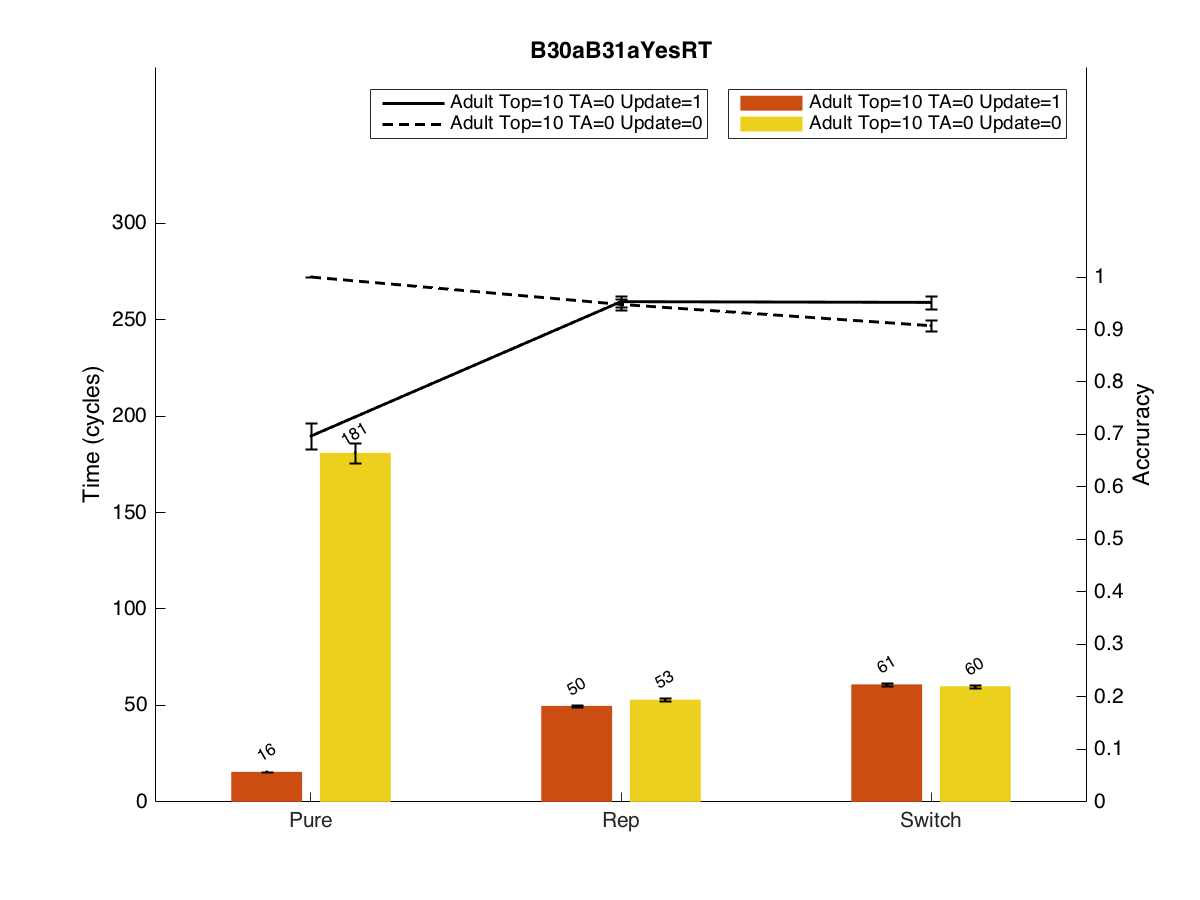 B30aB31aYesRT
Adult Top=10 TA=0 Update=1
Adult Top=10 TA=0 Update=0
Adult Top=10 TA=0 Update=1
Adult Top=10 TA=0 Update=0
Time (cycles)
300
250
200
150
100
50
0
181
16
50
53
61
60
Pure
Rep
Switch
1
0.9
0.8
0.7
0.6
0.5
0.4
0.3
0.2
0.1
0
Accruracy